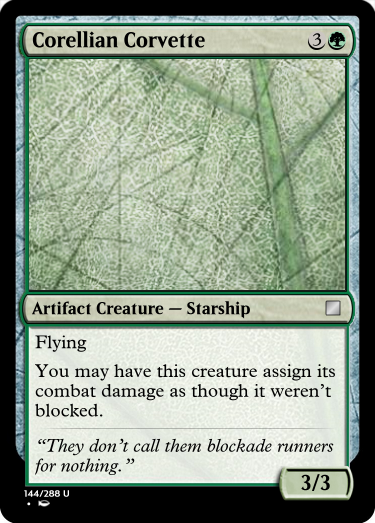 Corellian Corvette 3
Artifact Creature — Starship
Flying
You may have this creature assign its
combat damage as though it weren't
blocked.
“They don't call them blockade runners
for nothing.”
3/3
144/288 U